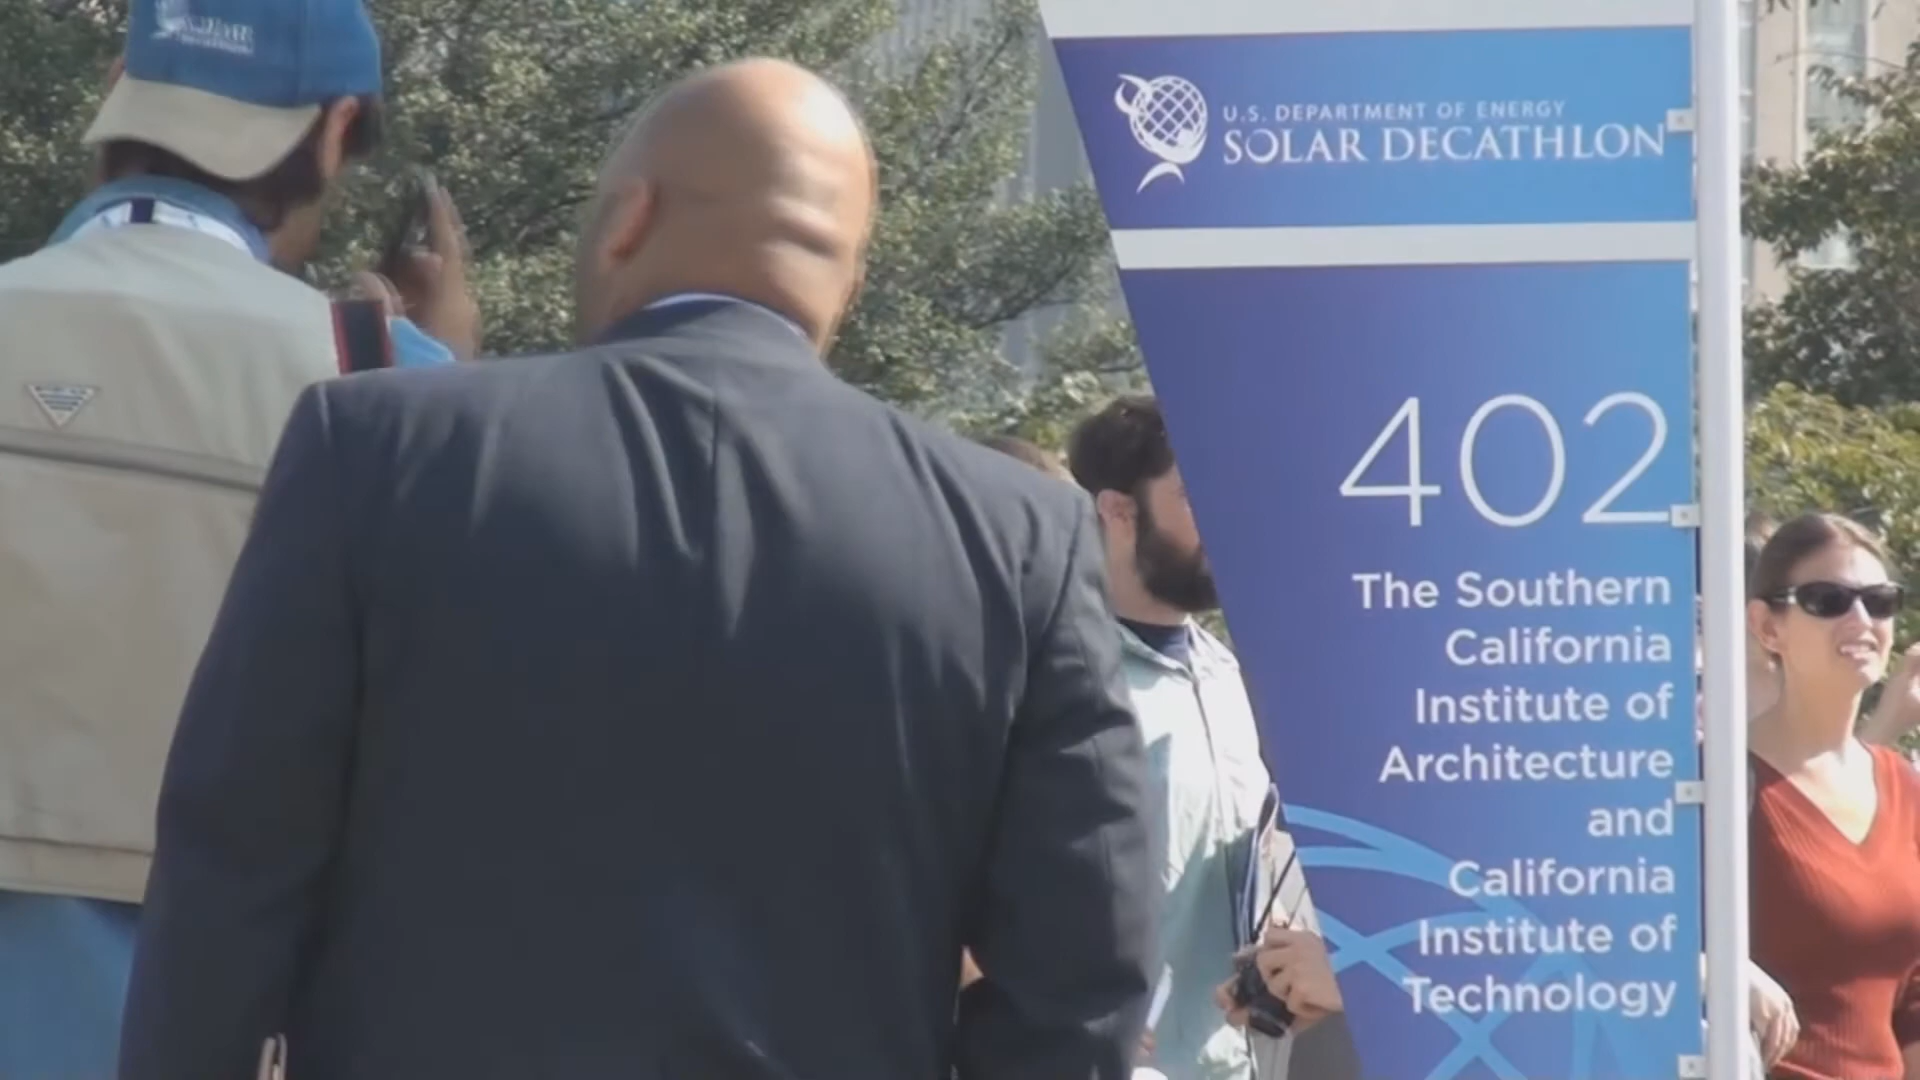 U.S. DEPARTMENT OF ENERGY
SOLAR DECATHLON
402
The Southern
California
Institute of
Architecture
and
California
Institute of
Technology